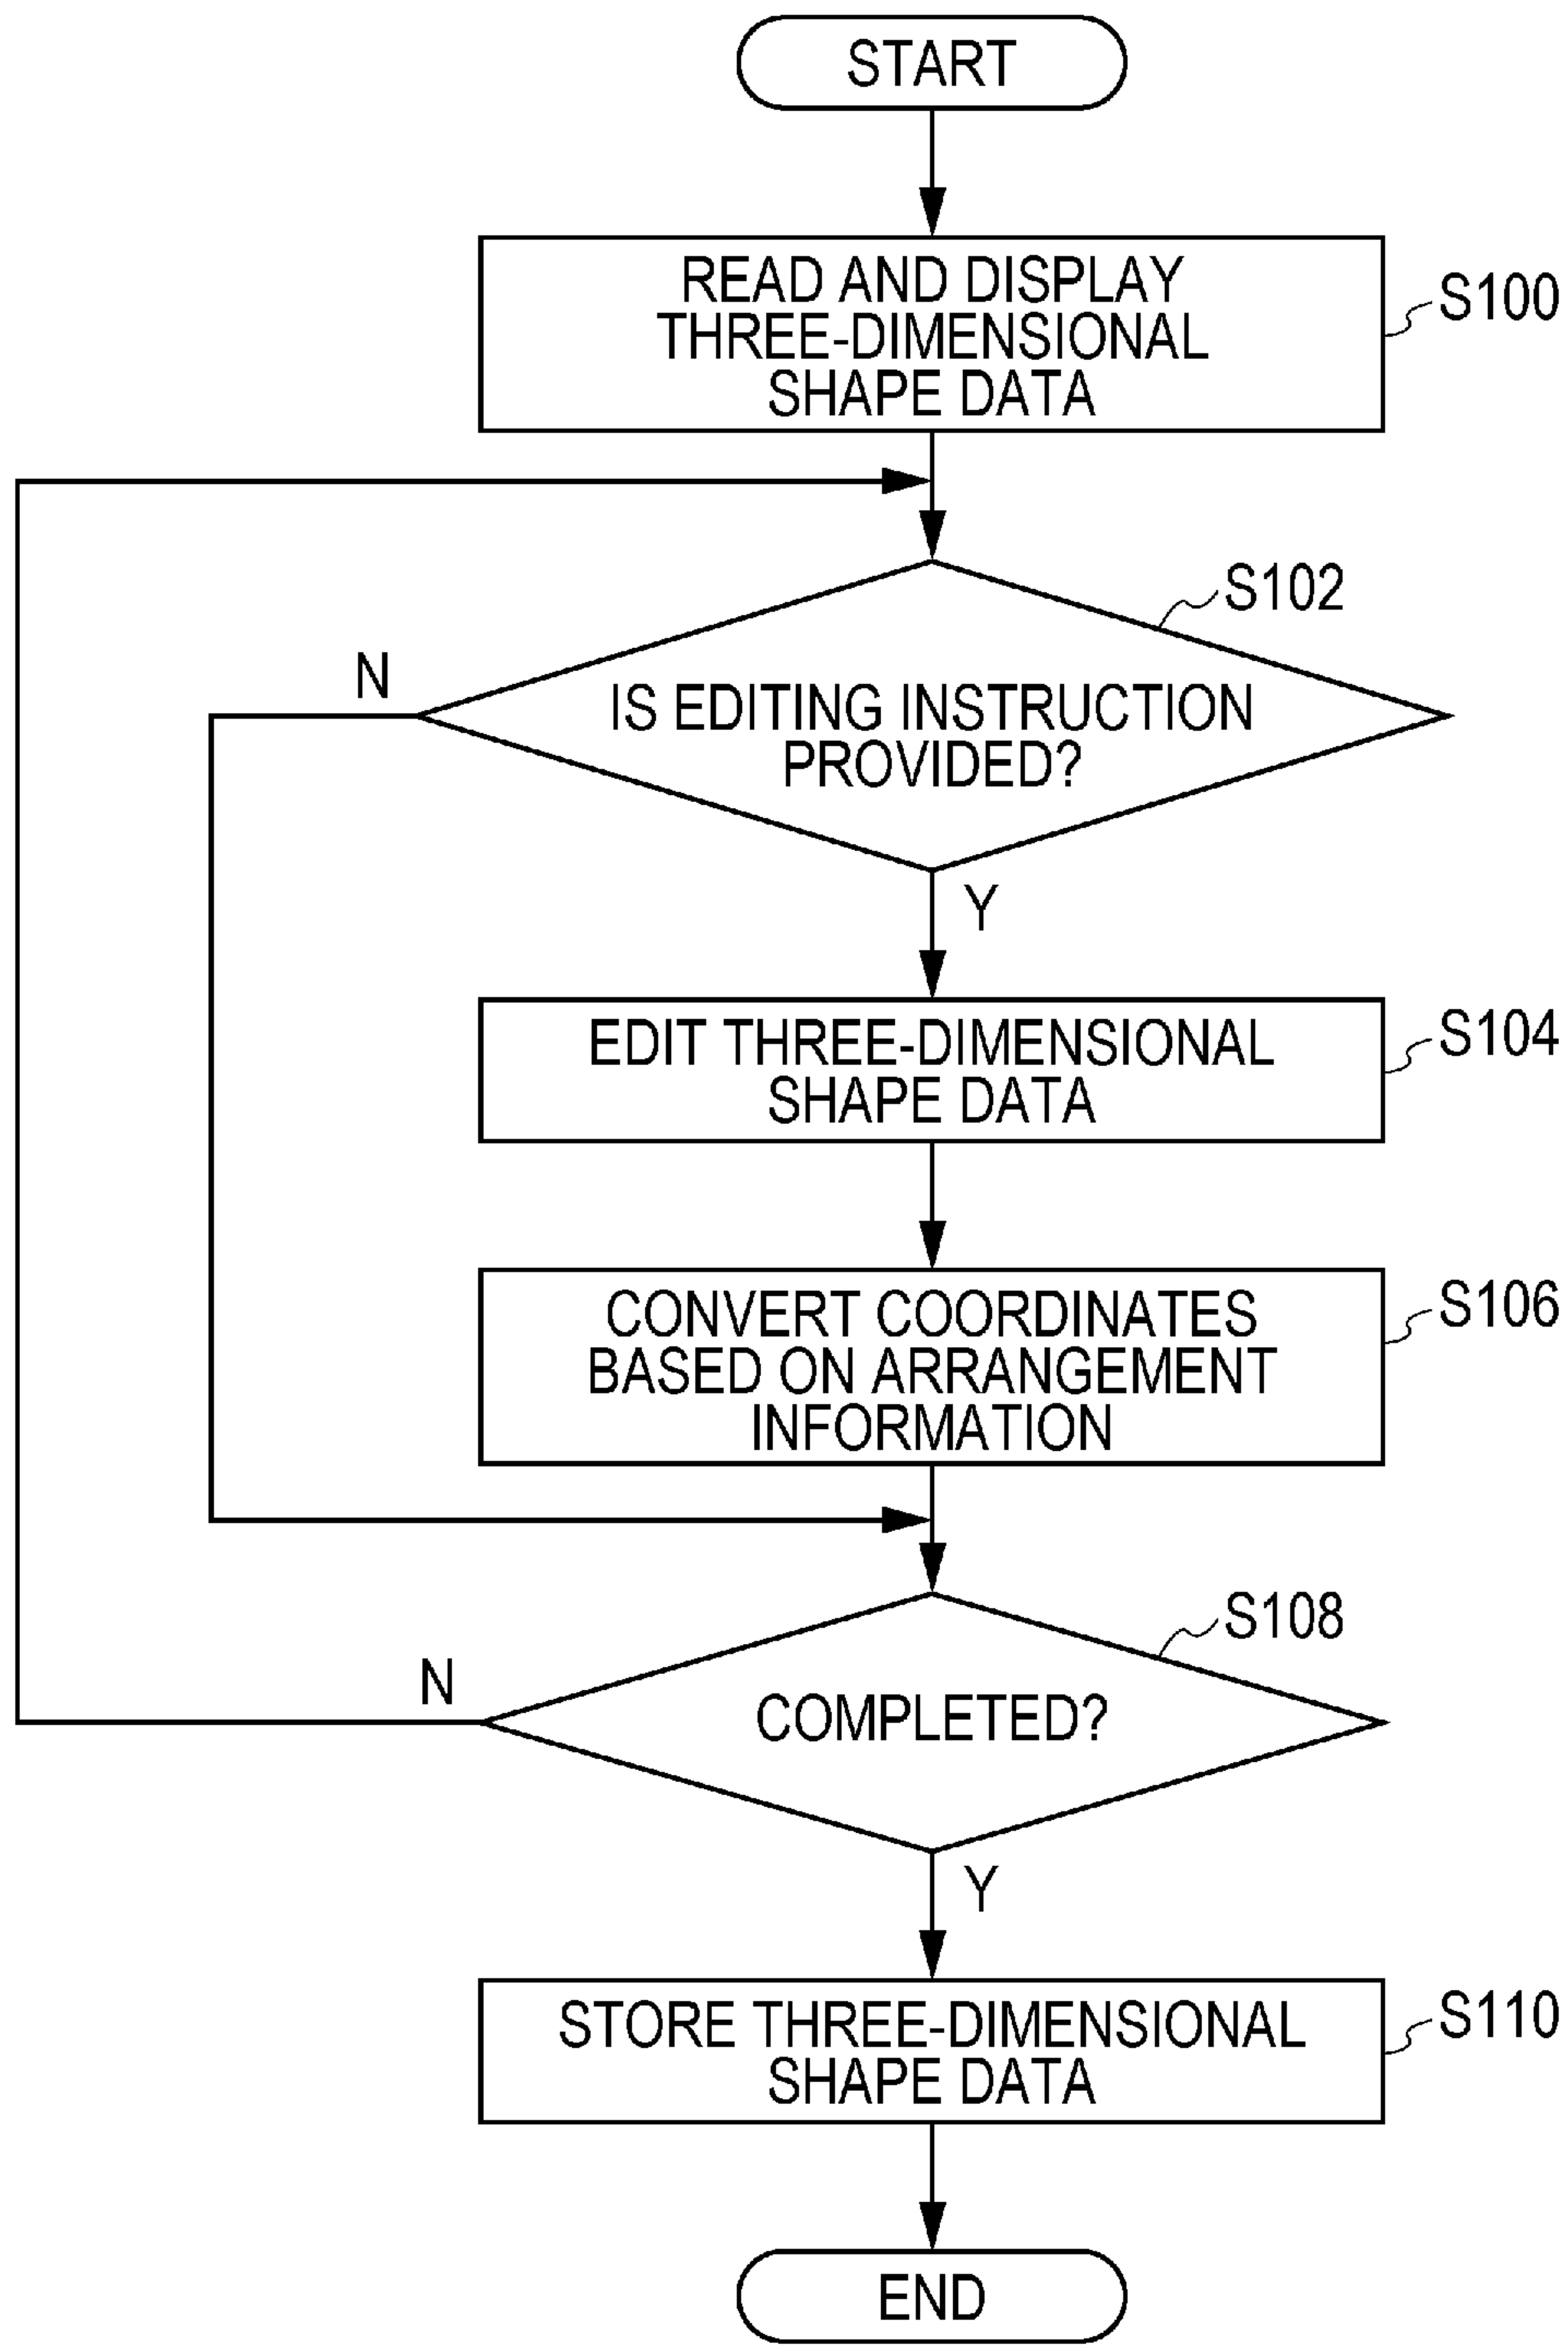 START
READ AND DISPLAY
THREE-DIMENSIONAL
SHAPE DATA
S100
S102
N
IS EDITING INSTRUCTION
PROVIDED?
Y
EDIT THREE-DIMENSIONAL
SHAPE DATA
S104
CONVERT COORDINATES
BASED ON ARRANGEMENT
INFORMATION
S106
S108
N
COMPLETED?
Y
STORE THREE-DIMENSIONAL
SHAPE DATA
S110
END